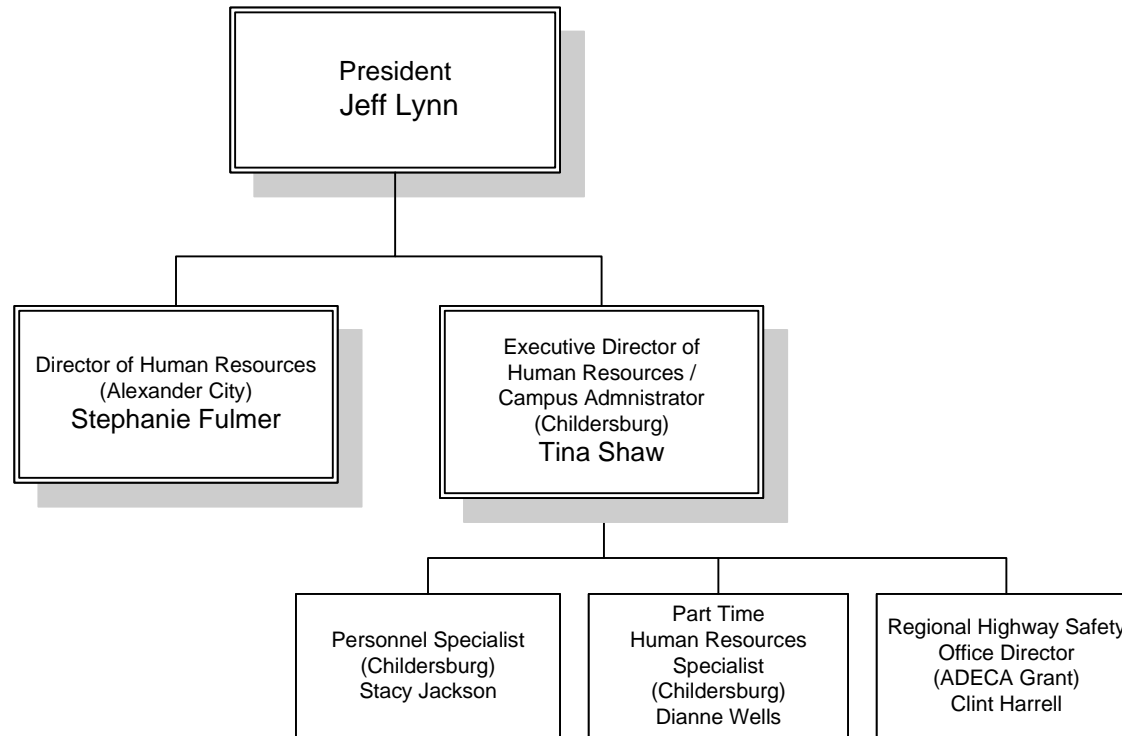 President
Jeff Lynn
Director of Human Resources
(Alexander City)
Stephanie Fulmer
Executive Director of
Human Resources /
Campus Admnistrator
(Childersburg)
Tina Shaw
Personnel Specialist
(Childersburg)
Stacy Jackson
Part Time
Human Resources
Specialist
(Childersburg)
Dianne Wells
Regional Highway Safety
Office Director
(ADECA Grant)
Clint Harrell